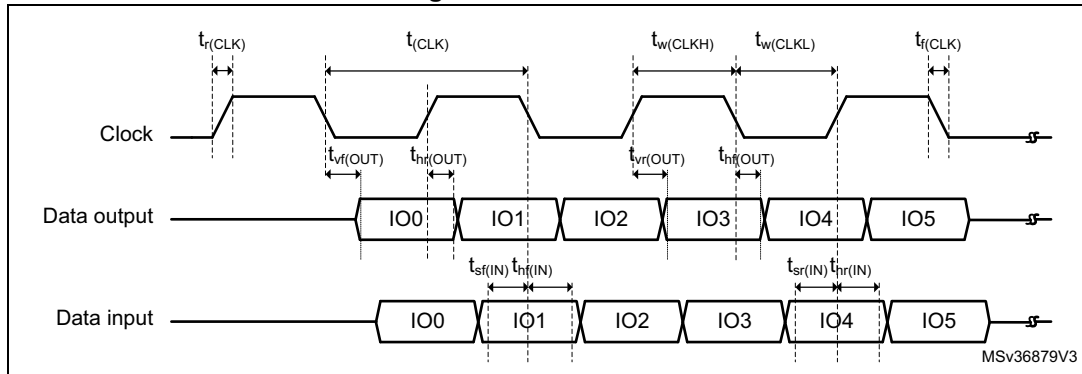 t_r(CLK) t_(CLK) t_w(CLKH) t_w(CLKL) t_f(CLK)
Clock
t_vf(OUT) t_hr(OUT) t_vr(OUT) t_hf(OUT)
Data output IO0 IO1 IO2 IO3 IO4 IO5
t_sf(IN) t_hf(IN) t_sr(IN) t_hr(IN)
Data input IO0 IO1 IO2 IO3 IO4 IO5
MSv36879V3